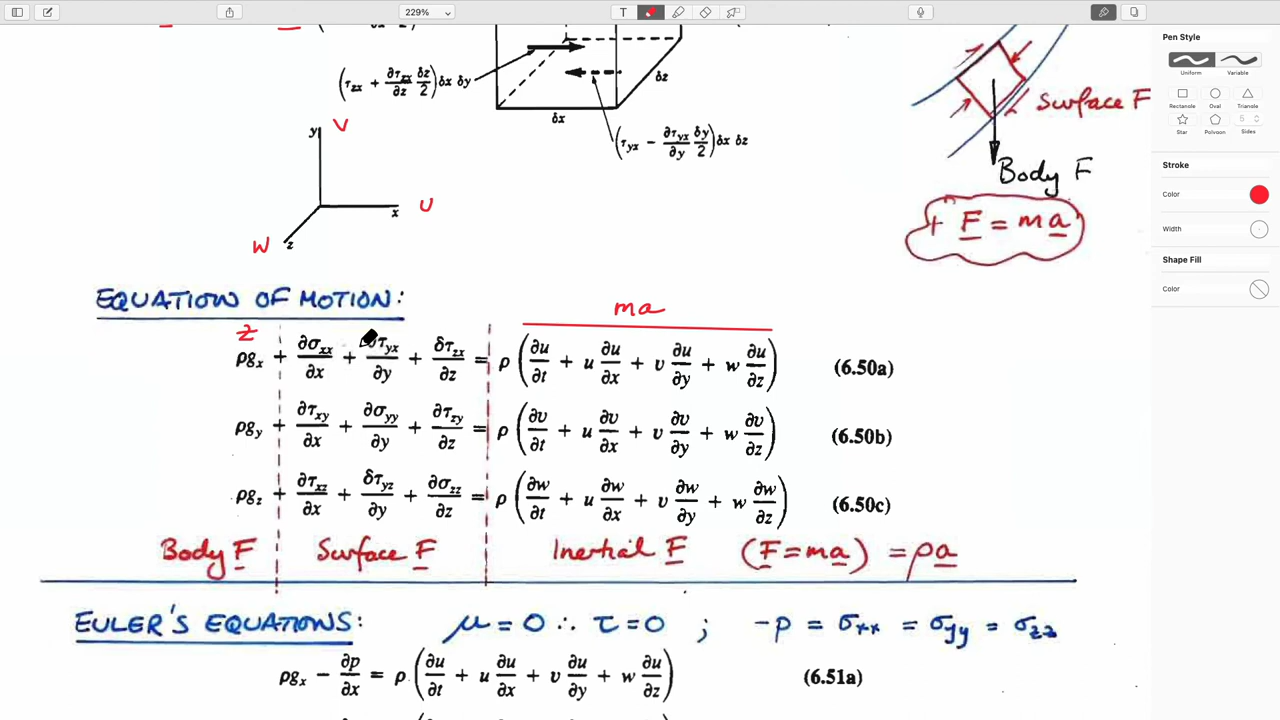 229%
T
Pen Style
Uniform Variable
Rectangle Oval Triangle
Star Polygon Sides
5
Stroke
Color
Width
Shape Fill
Color
(τzx + ∂τzx/∂z δz/2)δx δy
δz
δx
(τyx − ∂τyx/∂y δy/2)δx δz
y V
x U
W z
Surface F
Body F
+ F = ma
EQUATION OF MOTION:
z
ma
ρgx + ∂σxx/∂x + ∂τyx/∂y + δτzx/∂z = ρ(∂u/∂t + u ∂u/∂x + v ∂u/∂y + w ∂u/∂z) (6.50a)
ρgy + ∂τxy/∂x + ∂σyy/∂y + ∂τzy/∂z = ρ(∂v/∂t + u ∂v/∂x + v ∂v/∂y + w ∂v/∂z) (6.50b)
ρgz + ∂τxz/∂x + δτyz/∂y + ∂σzz/∂z = ρ(∂w/∂t + u ∂w/∂x + v ∂w/∂y + w ∂w/∂z) (6.50c)
Body F Surface F Inertial F (F=ma) = ρa
EULER'S EQUATIONS: μ = 0 ∴ τ = 0 ; -p = σxx = σyy = σzz
ρgx − ∂p/∂x = ρ(∂u/∂t + u ∂u/∂x + v ∂u/∂y + w ∂u/∂z) (6.51a)